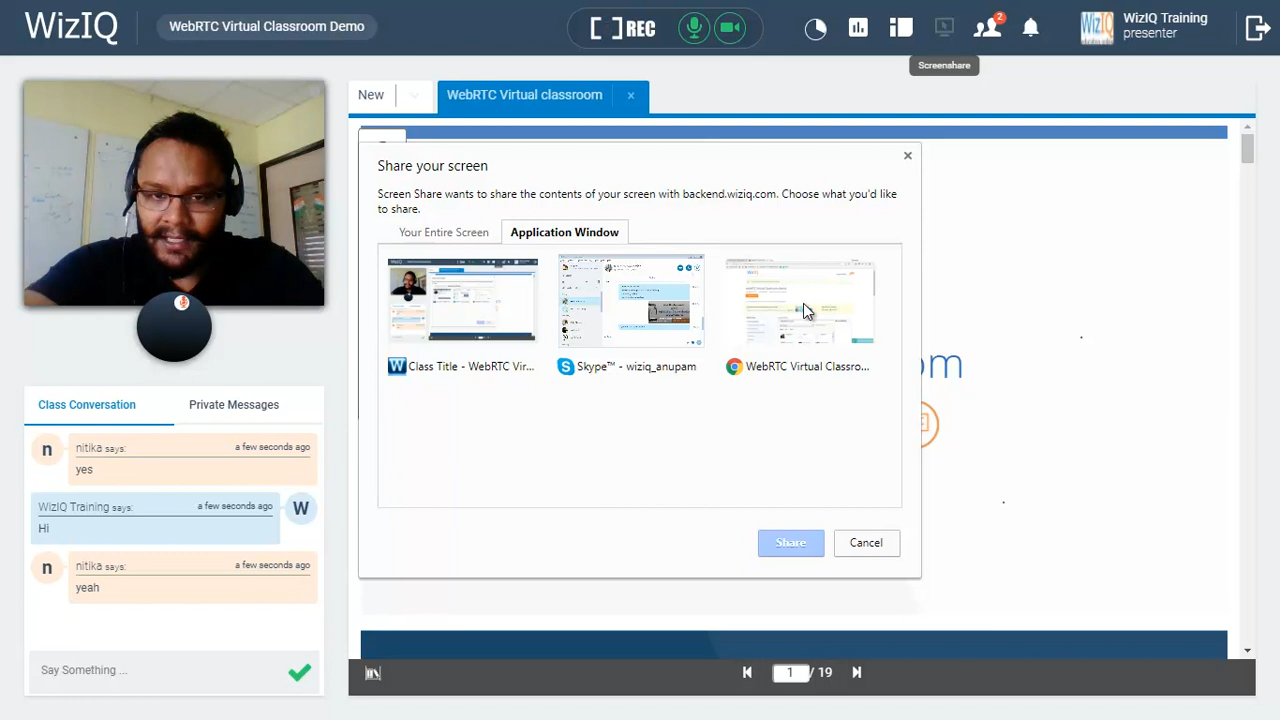 WizIQ
WebRTC Virtual Classroom Demo
REC
2
WizIQ Training
presenter
Screenshare
New
WebRTC Virtual classroom
Share your screen
Screen Share wants to share the contents of your screen with backend.wiziq.com. Choose what you'd like
to share.
Your Entire Screen
Application Window
Class Title - WebRTC Vir...
Skype™ - wiziq_anupam
WebRTC Virtual Classro...
Share
Cancel
om
Class Conversation
Private Messages
n
nitika says:
a few seconds ago
yes
WizIQ Training says:
a few seconds ago
W
Hi
n
nitika says:
a few seconds ago
yeah
Say Something ...
1 / 19